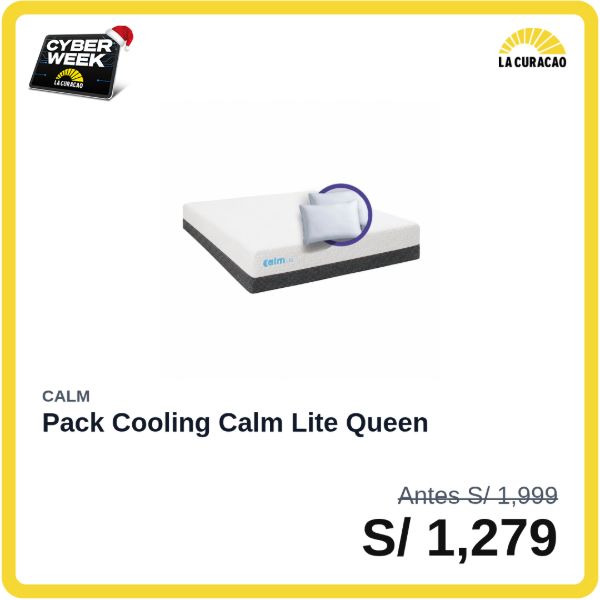 CYBER
WEEK
LA CURACAO
LA CURACAO
Calm
CALM
Pack Cooling Calm Lite Queen
Antes S/ 1,999
S/ 1,279